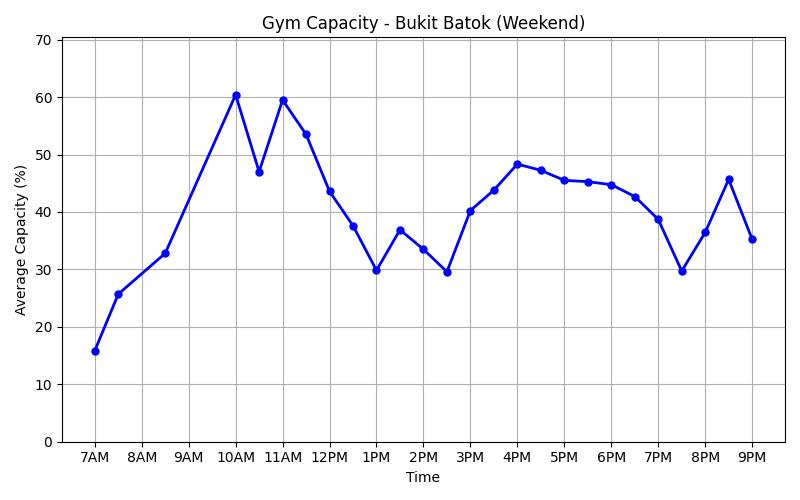 Gym Capacity - Bukit Batok (Weekend)
70
60
50
40
30
20
10
0
Average Capacity (%)
7AM 8AM 9AM 10AM 11AM 12PM 1PM 2PM 3PM 4PM 5PM 6PM 7PM 8PM 9PM
Time